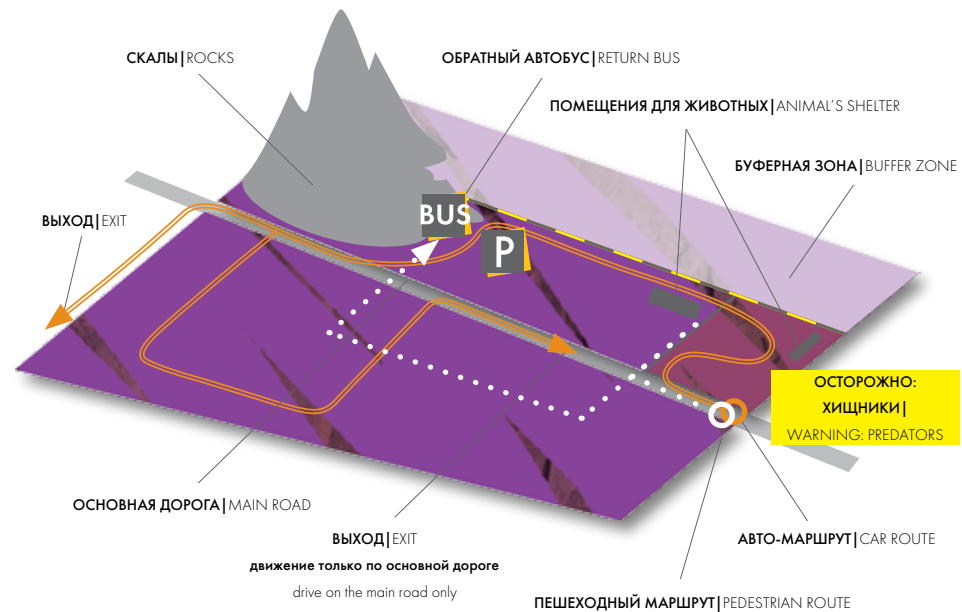 СКАЛЫ|ROCKS
ОБРАТНЫЙ АВТОБУС|RETURN BUS
ПОМЕЩЕНИЯ ДЛЯ ЖИВОТНЫХ|ANIMAL'S SHELTER
БУФЕРНАЯ ЗОНА|BUFFER ZONE
ВЫХОД|EXIT
BUS
P
ОСТОРОЖНО:
ХИЩНИКИ|
WARNING: PREDATORS
ОСНОВНАЯ ДОРОГА|MAIN ROAD
ВЫХОД|EXIT
движение только по основной дороге
drive on the main road only
АВТО-МАРШРУТ|CAR ROUTE
ПЕШЕХОДНЫЙ МАРШРУТ|PEDESTRIAN ROUTE